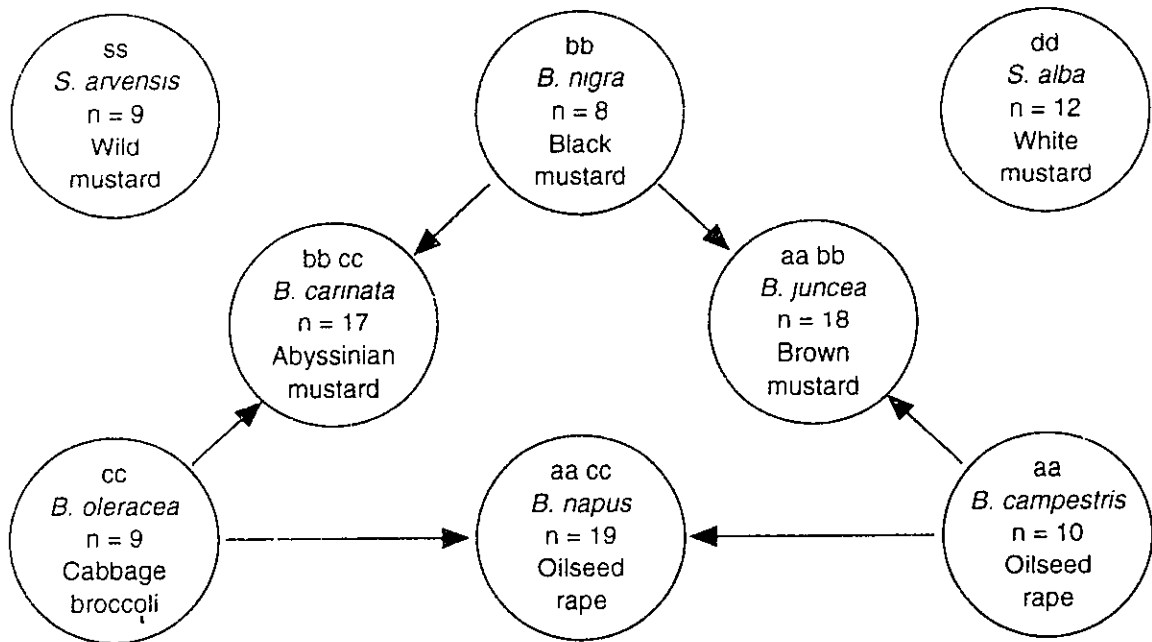 ss
S. arvensis
n = 9
Wild
mustard
bb
B. nigra
n = 8
Black
mustard
dd
S. alba
n = 12
White
mustard
bb cc
B. carinata
n = 17
Abyssinian
mustard
aa bb
B. juncea
n = 18
Brown
mustard
cc
B. oleracea
n = 9
Cabbage
broccoli
aa cc
B. napus
n = 19
Oilseed
rape
aa
B. campestris
n = 10
Oilseed
rape